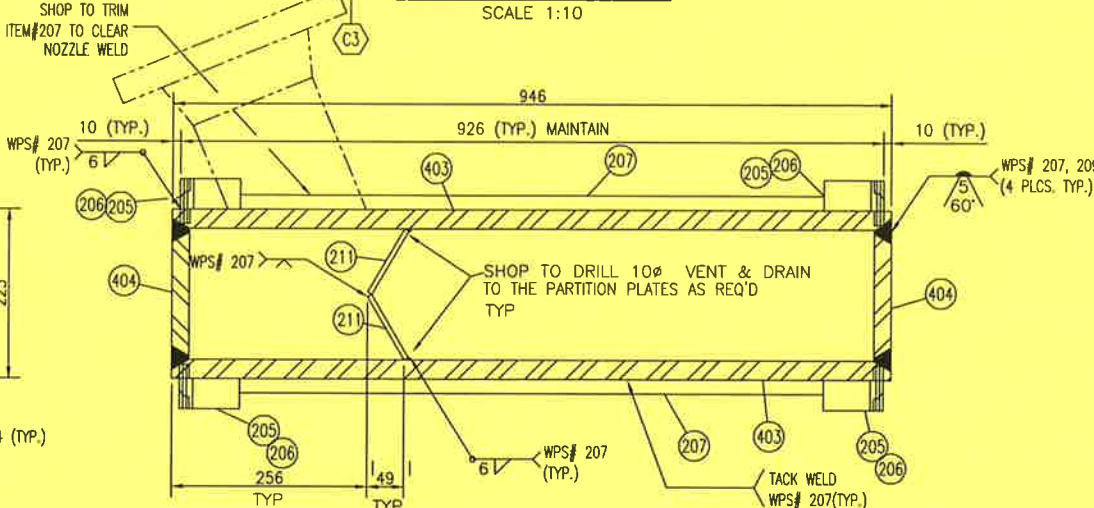 SCALE 1:10
SHOP TO TRIM
ITEM#207 TO CLEAR
NOZZLE WELD
C3
946
10 (TYP.)
926 (TYP.) MAINTAIN
10 (TYP.)
WPS# 207
(TYP.)
6
207
403
205
206
WPS# 207, 209
(4 PLCS. TYP.)
5
60°
206
205
WPS# 207
211
SHOP TO DRILL 10ø VENT & DRAIN
TO THE PARTITION PLATES AS REQ'D
TYP
404
404
211
(TYP.)
205
206
256
TYP
49
TYP
6
WPS# 207
(TYP.)
207
403
205
206
TACK WELD
WPS# 207(TYP.)